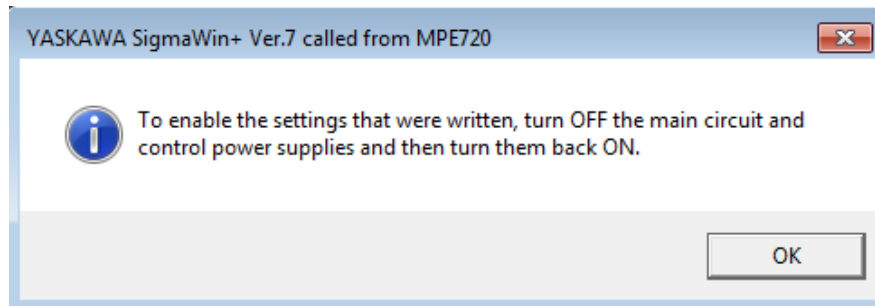 YASKAWA SigmaWin+ Ver.7 called from MPE720
To enable the settings that were written, turn OFF the main circuit and
control power supplies and then turn them back ON.
OK